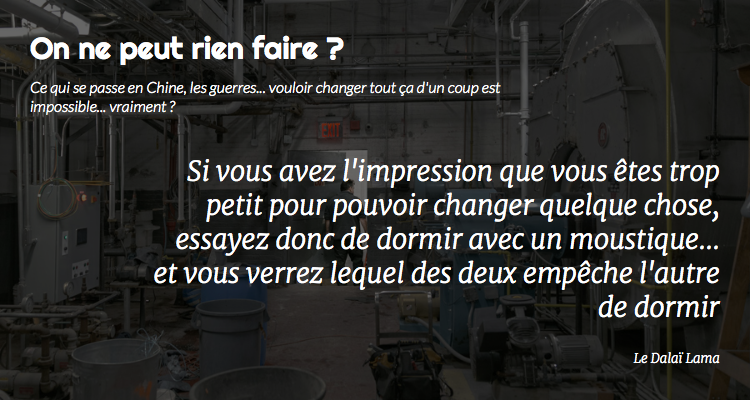 On ne peut rien faire ?
Ce qui se passe en Chine, les guerres... vouloir changer tout ça d'un coup est
impossible... vraiment ?
EXIT
Si vous avez l'impression que vous êtes trop
petit pour pouvoir changer quelque chose,
essayez donc de dormir avec un moustique...
et vous verrez lequel des deux empêche l'autre
de dormir
Le Dalaï Lama